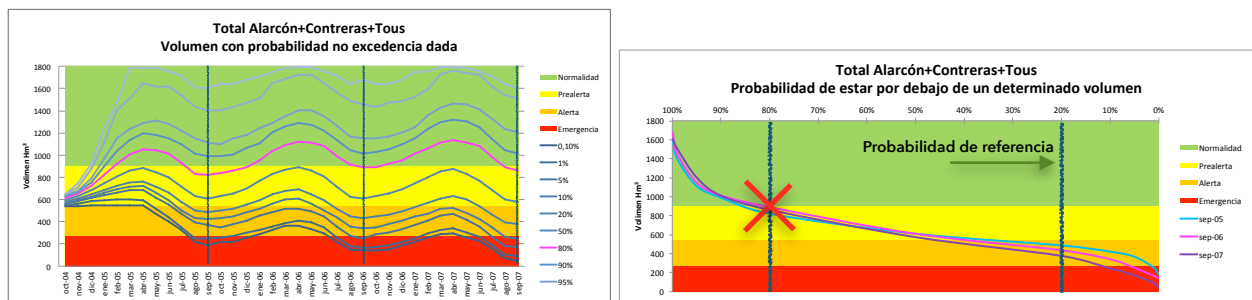 Total Alarcón+Contreras+Tous
Volumen con probabilidad no excedencia dada
Volumen Hm³
1800
1600
1400
1200
1000
800
600
400
200
0
oct-04
nov-04
dic-04
ene-05
feb-05
mar-05
abr-05
may-05
jun-05
jul-05
ago-05
sep-05
oct-05
nov-05
dic-05
ene-06
feb-06
mar-06
abr-06
may-06
jun-06
jul-06
ago-06
sep-06
oct-06
nov-06
dic-06
ene-07
feb-07
mar-07
abr-07
may-07
jun-07
jul-07
ago-07
sep-07
Normalidad
Prealerta
Alerta
Emergencia
0,10%
1%
5%
10%
20%
50%
80%
90%
95%
Total Alarcón+Contreras+Tous
Probabilidad de estar por debajo de un determinado volumen
100% 90% 80% 70% 60% 50% 40% 30% 20% 10% 0%
Volimen Hm³
1800
1600
1400
1200
1000
800
600
400
200
0
Probabilidad de referencia
Normalidad
Prealerta
Alerta
Emergencia
sep-05
sep-06
sep-07